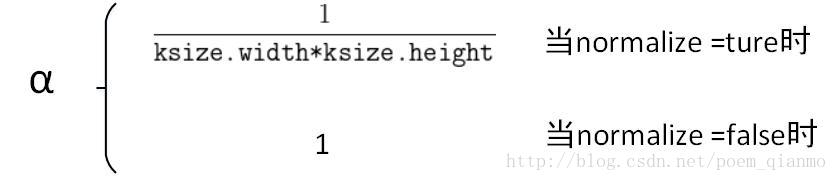 1
ksize.width*ksize.height
当normalize =ture时
α
1
当normalize =false时
http://blog.csdn.net/poem_qianmo